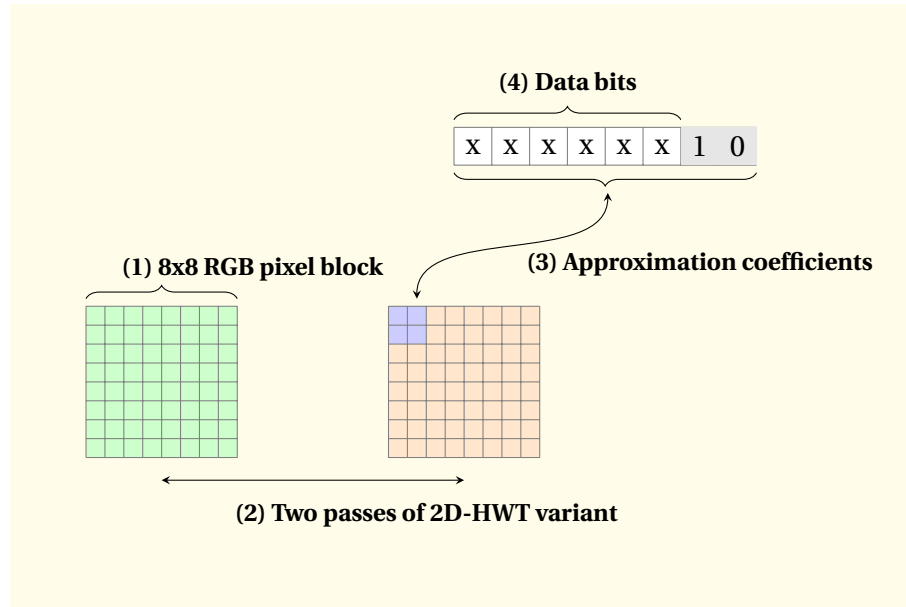 (4) Data bits
x x x x x x 1 0
(3) Approximation coefficients
(1) 8x8 RGB pixel block
(2) Two passes of 2D-HWT variant